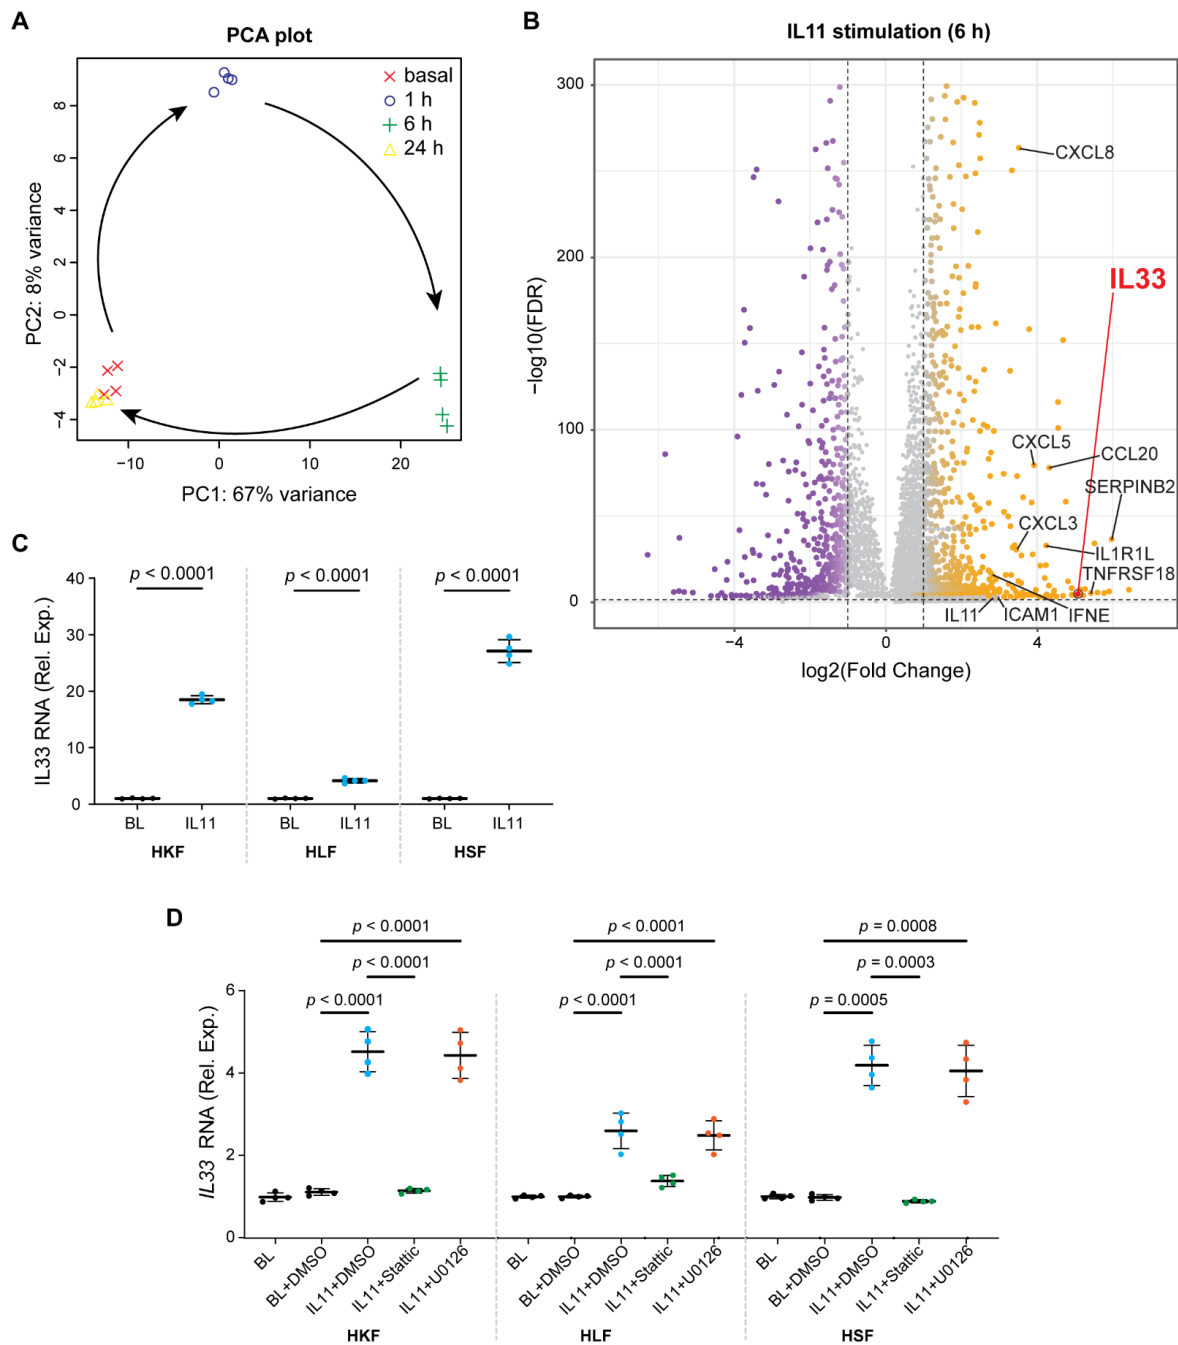 A
PCA plot
basal
1 h
6 h
24 h
8
6
4
2
0
−2
−4
PC2: 8% variance
−10
0
10
20
PC1: 67% variance
B
IL11 stimulation (6 h)
300
200
100
0
−log10(FDR)
CXCL8
IL33
CXCL5
CCL20
SERPINB2
CXCL3
IL1R1L
TNFRSF18
IL11
ICAM1
IFNE
−4
0
4
log2(Fold Change)
C
p < 0.0001
p < 0.0001
p < 0.0001
40
30
20
10
0
IL33 RNA (Rel. Exp.)
BL
IL11
BL
IL11
BL
IL11
HKF
HLF
HSF
D
p < 0.0001
p < 0.0001
p = 0.0008
p < 0.0001
p < 0.0001
p = 0.0003
p < 0.0001
p < 0.0001
p = 0.0005
6
4
2
0
IL33 RNA (Rel. Exp.)
BL
BL+DMSO
IL11+DMSO
IL11+Stattic
IL11+U0126
BL
BL+DMSO
IL11+DMSO
IL11+Stattic
IL11+U0126
BL
BL+DMSO
IL11+DMSO
IL11+Stattic
IL11+U0126
HKF
HLF
HSF